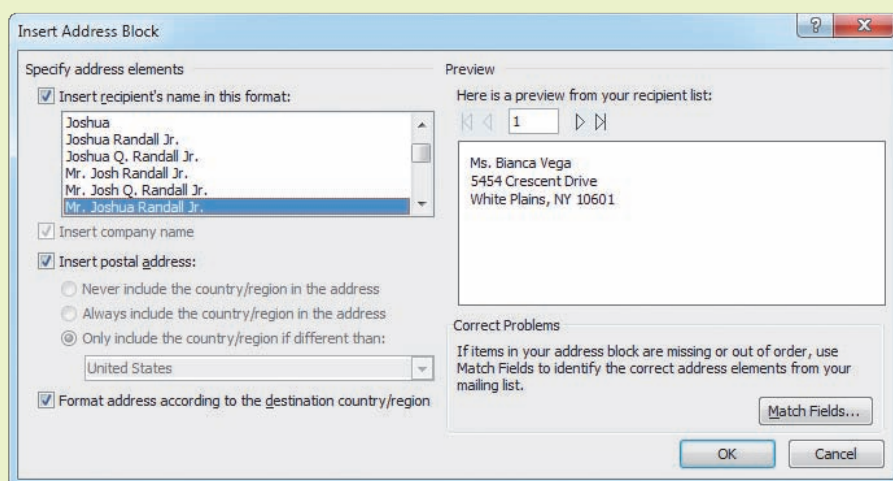 Insert Address Block
Specify address elements
Insert recipient's name in this format:
Joshua
Joshua Randall Jr.
Joshua Q. Randall Jr.
Mr. Josh Randall Jr.
Mr. Josh Q. Randall Jr.
Mr. Joshua Randall Jr.
Insert company name
Insert postal address:
Never include the country/region in the address
Always include the country/region in the address
Only include the country/region if different than:
United States
Format address according to the destination country/region
Preview
Here is a preview from your recipient list:
1
Ms. Bianca Vega
5454 Crescent Drive
White Plains, NY 10601
Correct Problems
If items in your address block are missing or out of order, use
Match Fields to identify the correct address elements from your
mailing list.
Match Fields...
OK
Cancel